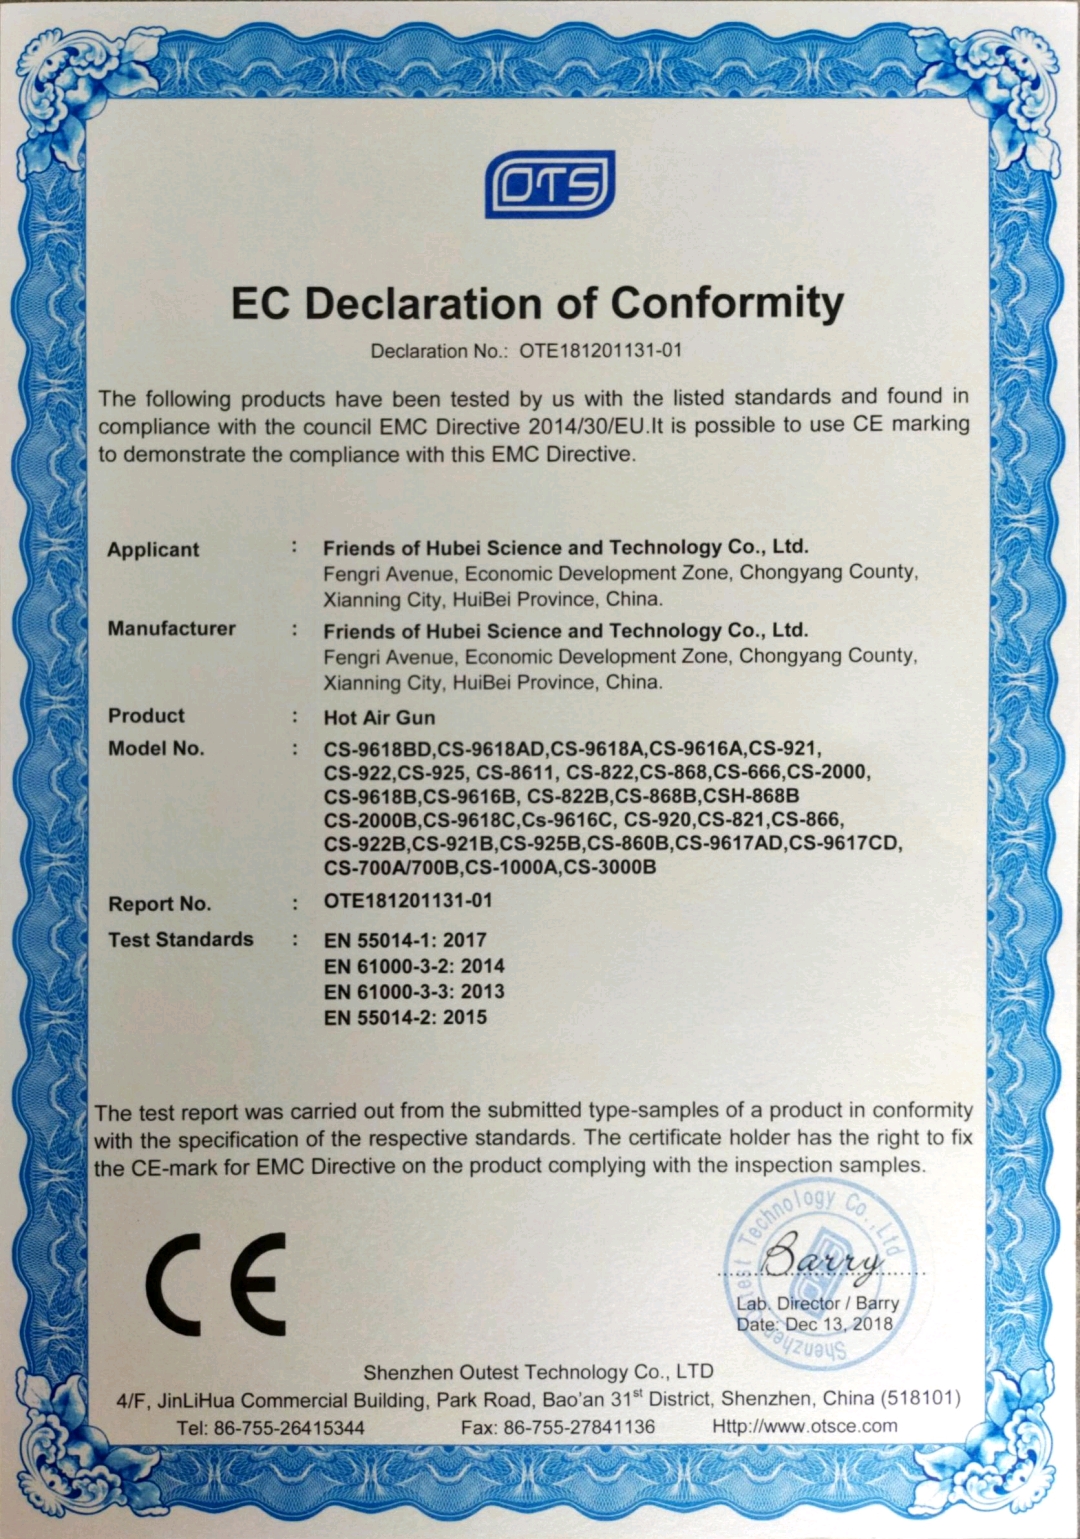 OTS
EC Declaration of Conformity
Declaration No.: OTE181201131-01
The following products have been tested by us with the listed standards and found in
compliance with the council EMC Directive 2014/30/EU.It is possible to use CE marking
to demonstrate the compliance with this EMC Directive.
Applicant : Friends of Hubei Science and Technology Co., Ltd.
Fengri Avenue, Economic Development Zone, Chongyang County,
Xianning City, HuiBei Province, China.
Manufacturer : Friends of Hubei Science and Technology Co., Ltd.
Fengri Avenue, Economic Development Zone, Chongyang County,
Xianning City, HuiBei Province, China.
Product : Hot Air Gun
Model No. : CS-9618BD,CS-9618AD,CS-9618A,CS-9616A,CS-921,
CS-922,CS-925, CS-8611, CS-822,CS-868,CS-666,CS-2000,
CS-9618B,CS-9616B, CS-822B,CS-868B,CSH-868B
CS-2000B,CS-9618C,Cs-9616C, CS-920,CS-821,CS-866,
CS-922B,CS-921B,CS-925B,CS-860B,CS-9617AD,CS-9617CD,
CS-700A/700B,CS-1000A,CS-3000B
Report No. : OTE181201131-01
Test Standards : EN 55014-1: 2017
EN 61000-3-2: 2014
EN 61000-3-3: 2013
EN 55014-2: 2015
The test report was carried out from the submitted type-samples of a product in conformity
with the specification of the respective standards. The certificate holder has the right to fix
the CE-mark for EMC Directive on the product complying with the inspection samples.
CE
Shenzhen Outest Technology Co., Ltd
Barry
Lab. Director / Barry
Date: Dec 13, 2018
Shenzhen Outest Technology Co., LTD
4/F, JinLiHua Commercial Building, Park Road, Bao'an 31st District, Shenzhen, China (518101)
Tel: 86-755-26415344 Fax: 86-755-27841136 Http://www.otsce.com